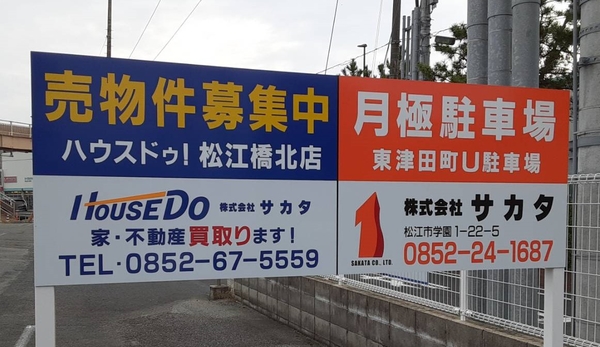 売物件募集中
ハウスドゥ! 松江橋北店
HOUSEDO 株式会社 サカタ
家・不動産買取ります!
TEL・0852-67-5559
月極駐車場
東津田町U駐車場
1 株式会社 サカタ
松江市学園1-22-5
SAKATA CO., LTD. 0852-24-1687